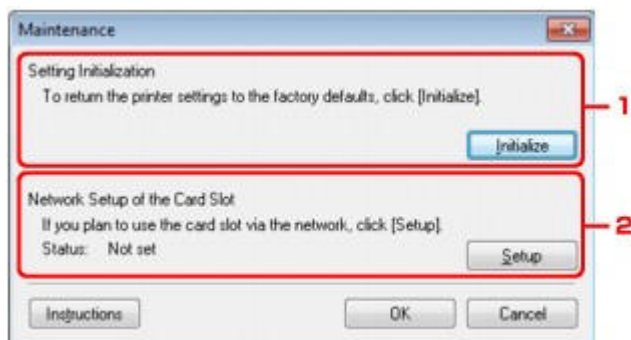 Maintenance
Setting Initialization
To return the printer settings to the factory defaults, click [Initialize].
1
Initialize
Network Setup of the Card Slot
If you plan to use the card slot via the network, click [Setup].
2
Status: Not set
Setup
Instructions OK Cancel